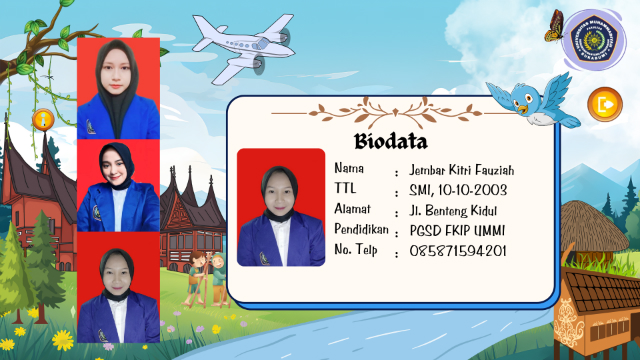 Biodata
Nama : Jembar Kitri Fauziah
TTL : SMI, 10-10-2003
Alamat : Jl. Benteng Kidul
Pendidikan : PGSD FKIP UMMI
No. Telp : 085871594201